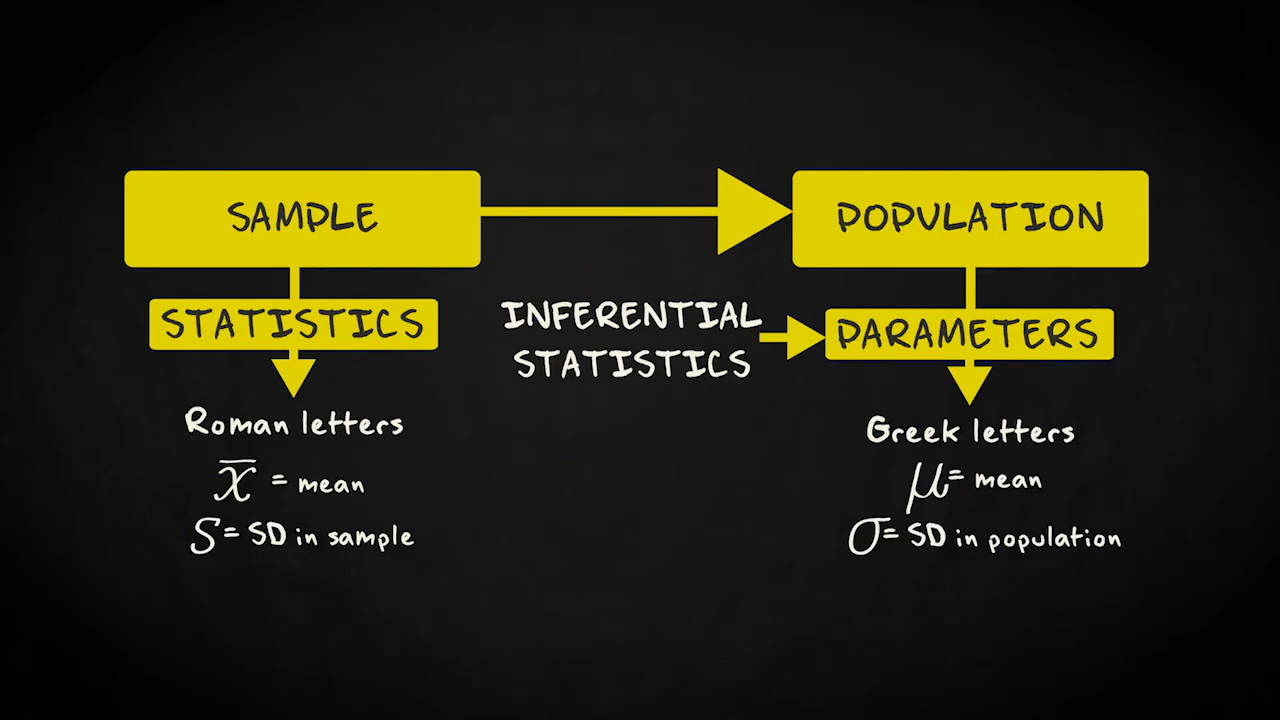 SAMPLE
POPULATION
STATISTICS
INFERENTIAL
STATISTICS
PARAMETERS
Roman letters
x̅ = mean
S = SD in sample
Greek letters
μ = mean
σ = SD in population